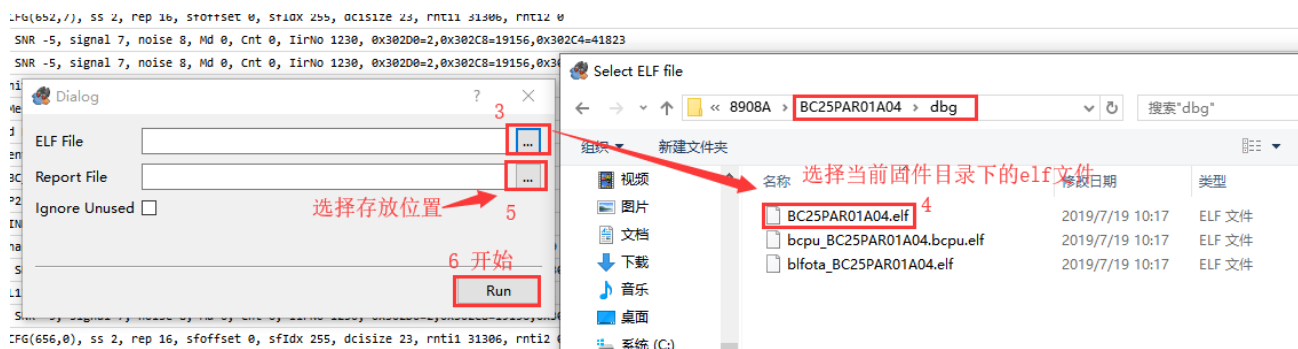 CFG(652,7), ss 2, rep 16, sfoffset 0, sfIdx 255, dcisize 23, rnti1 31306, rnti2 0
SNR -5, signal 7, noise 8, Md 0, Cnt 0, IirNo 1230, 0x302D0=2,0x302C8=19156,0x302C4=41823
SNR -5, signal 7, noise 8, Md 0, Cnt 0, IirNo 1230, 0x302D0=2,0x302C8=19156,0x30
Dialog
?
3
ELF File
...
Report File
...
选择存放位置
5
Ignore Unused
6 开始
Run
CFG(656,0), ss 2, rep 16, sfoffset 0, sfIdx 255, dcisize 23, rnti1 31306, rnti2
Select ELF file
« 8908A > BC25PAR01A04 > dbg
搜索"dbg"
组织
新建文件夹
视频
图片
文档
下载
音乐
桌面
系统 (C:)
选择当前固件目录下的elf文件
名称
修改日期
类型
4
BC25PAR01A04.elf
2019/7/19 10:17
ELF 文件
bcpu_BC25PAR01A04.bcpu.elf
2019/7/19 10:17
ELF 文件
blfota_BC25PAR01A04.elf
2019/7/19 10:17
ELF 文件